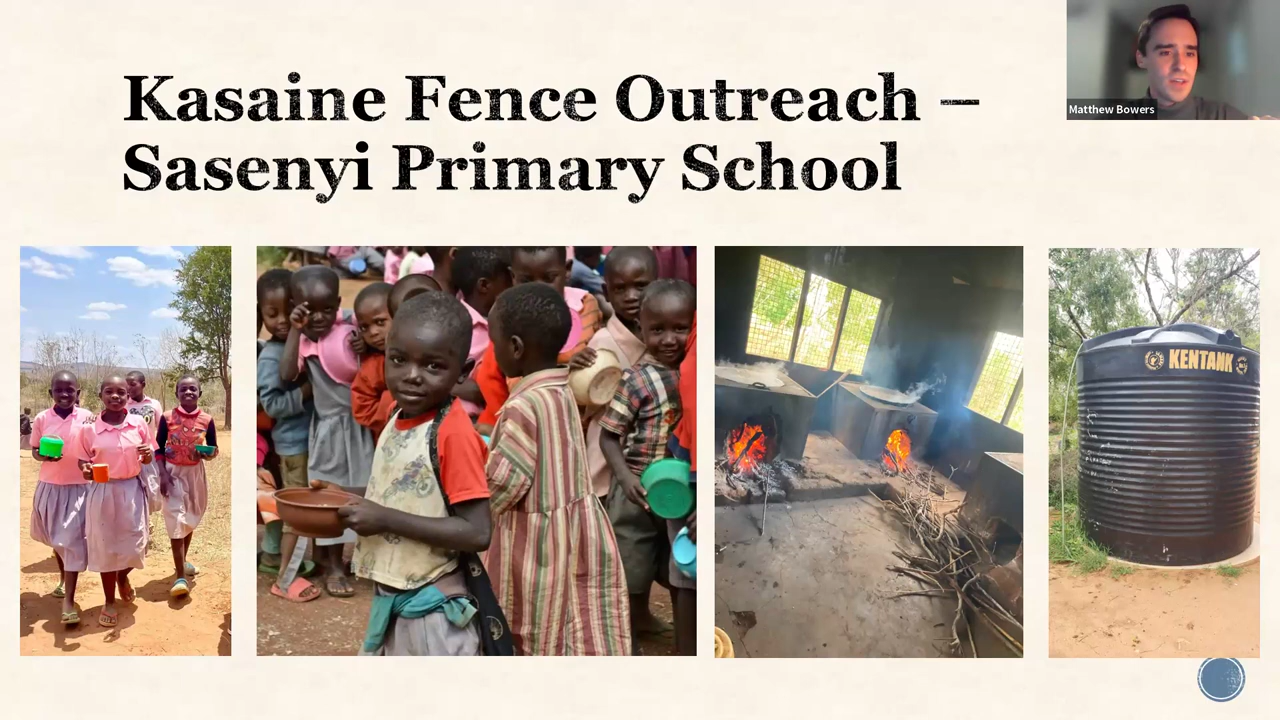 Kasaine Fence Outreach –
Sasenyi Primary School
Matthew Bowers
KENTANK